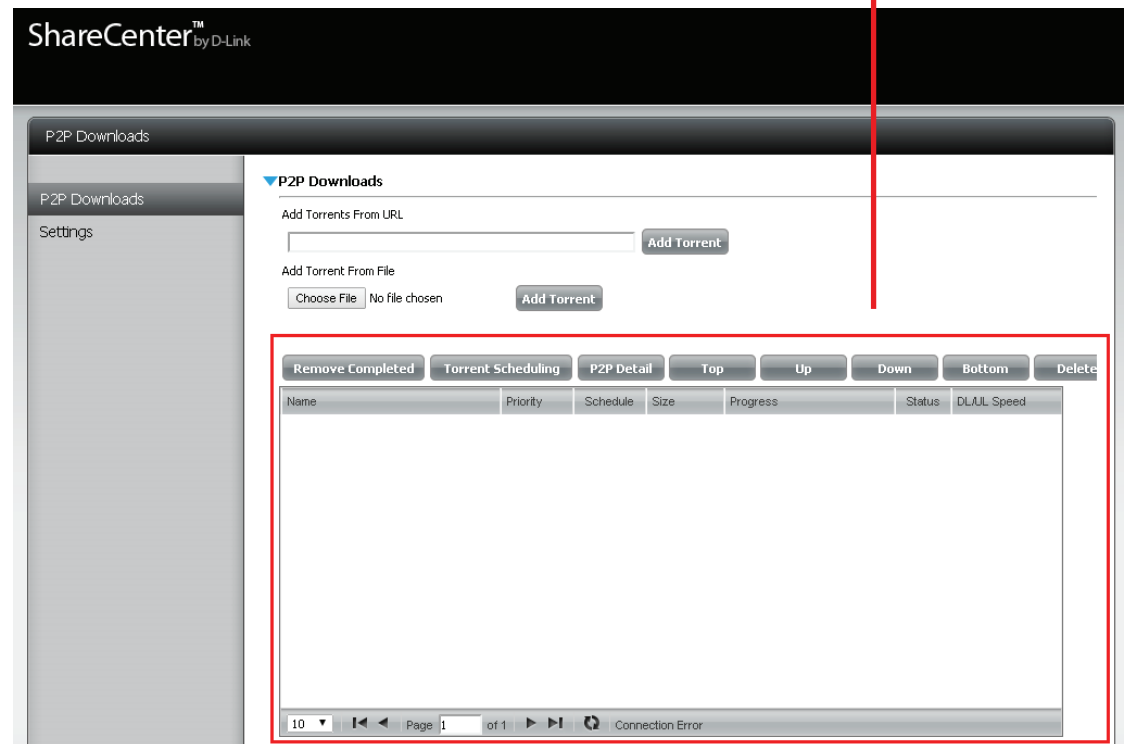 ShareCenter™ by D-Link
P2P Downloads
P2P Downloads
Settings
P2P Downloads
Add Torrents From URL
Add Torrent
Add Torrent From File
Choose File No file chosen Add Torrent
Remove Completed Torrent Scheduling P2P Detail Top Up Down Bottom Delete
Name Priority Schedule Size Progress Status DL/UL Speed
10 Page 1 of 1 Connection Error